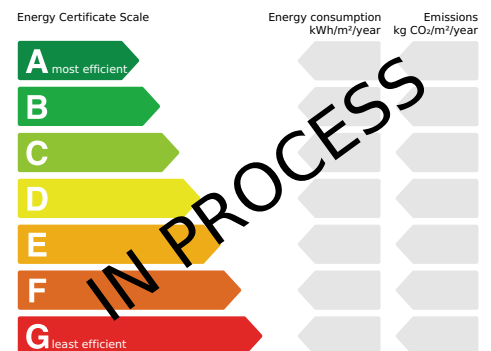 Energy Certificate Scale
Energy consumption
kWh/m²/year
Emissions
kg CO₂/m²/year
A most efficient
B
C
D
E
F
G least efficient
IN PROCESS